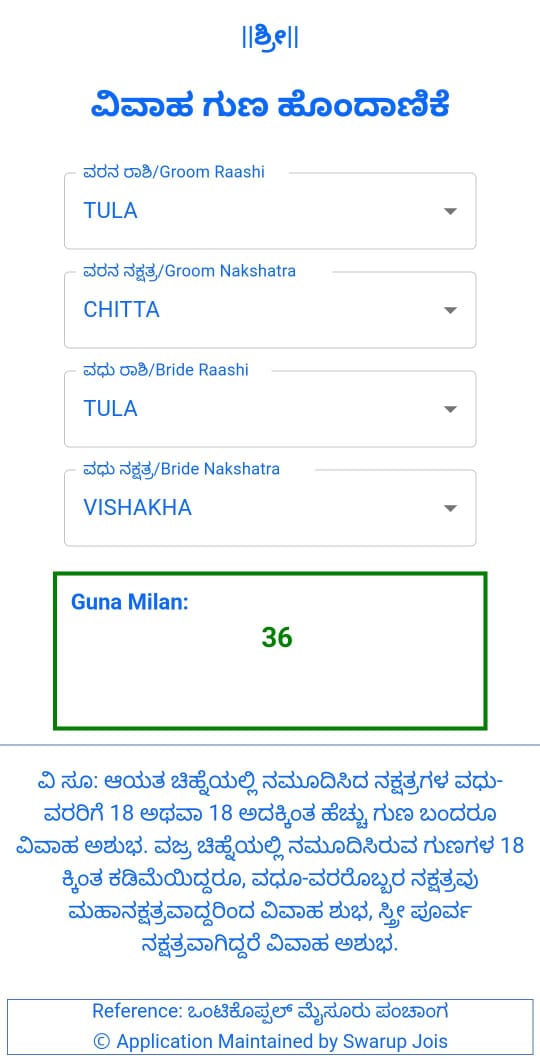 ||ಶ್ರೀ||
ವಿವಾಹ ಗುಣ ಹೊಂದಾಣಿಕೆ
ವರನ ರಾಶಿ/Groom Raashi
TULA
ವರನ ನಕ್ಷತ್ರ/Groom Nakshatra
CHITTA
ವಧು ರಾಶಿ/Bride Raashi
TULA
ವಧು ನಕ್ಷತ್ರ/Bride Nakshatra
VISHAKHA
Guna Milan:
36
ವಿ ಸೂ: ಆಯತ ಚಿಹ್ನೆಯಲ್ಲಿ ನಮೂದಿಸಿದ ನಕ್ಷತ್ರಗಳ ವಧು-
ವರರಿಗೆ 18 ಅಥವಾ 18 ಅದಕ್ಕಿಂತ ಹೆಚ್ಚು ಗುಣ ಬಂದರೂ
ವಿವಾಹ ಅಶುಭ. ವಜ್ರ ಚಿಹ್ನೆಯಲ್ಲಿ ನಮೂದಿಸಿರುವ ಗುಣಗಳ 18
ಕ್ಕಿಂತ ಕಡಿಮೆಯಿದ್ದರೂ, ವಧೂ-ವರರೊಬ್ಬರ ನಕ್ಷತ್ರವು
ಮಹಾನಕ್ಷತ್ರವಾದ್ದರಿಂದ ವಿವಾಹ ಶುಭ, ಸ್ತ್ರೀ ಪೂರ್ವ
ನಕ್ಷತ್ರವಾಗಿದ್ದರೆ ವಿವಾಹ ಅಶುಭ.
Reference: ಒಂಟಿಕೊಪ್ಪಲ್ ಮೈಸೂರು ಪಂಚಾಂಗ
© Application Maintained by Swarup Jois